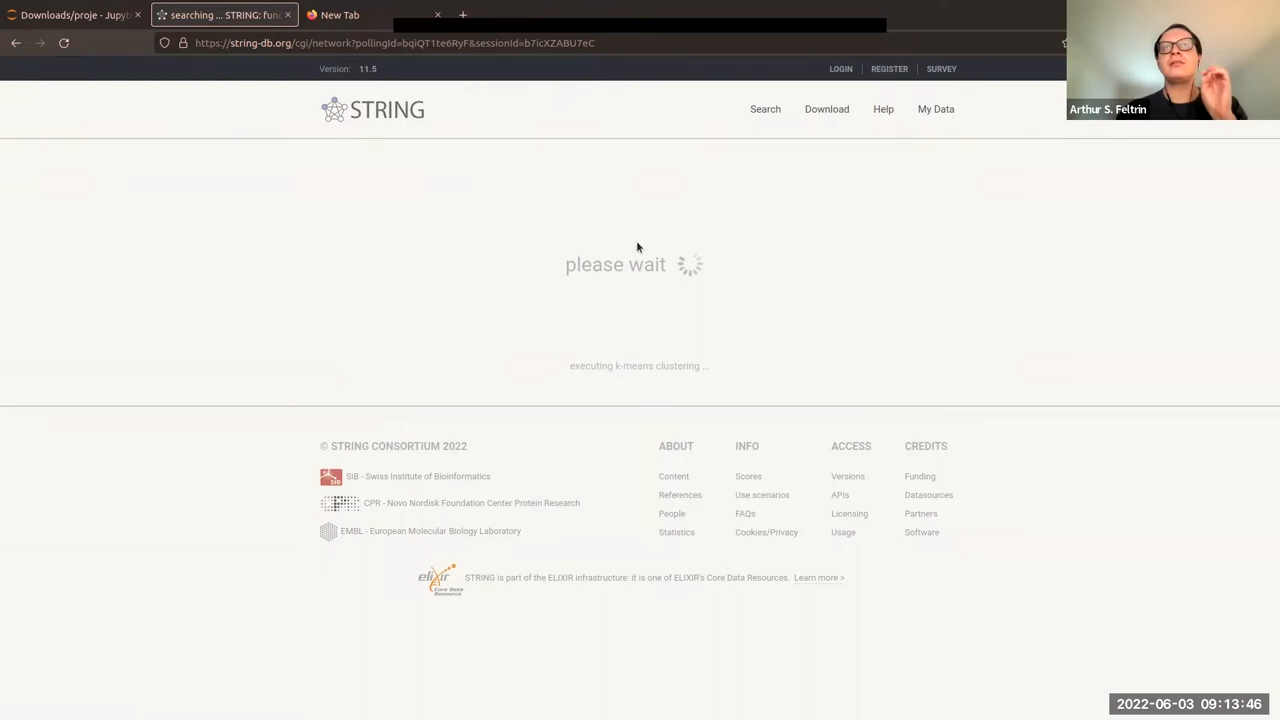 Downloads/proje - Jupyt
searching ... STRING: fun
New Tab
https://string-db.org/cgi/network?pollingId=bqiQT1te6RyF&sessionId=b7icXZABU7eC
Version: 11.5
LOGIN
REGISTER
SURVEY
STRING
Search
Download
Help
My Data
Arthur S. Feltrin
please wait
executing k-means clustering ...
© STRING CONSORTIUM 2022
SIB - Swiss Institute of Bioinformatics
CPR - Novo Nordisk Foundation Center Protein Research
EMBL - European Molecular Biology Laboratory
ABOUT
Content
References
People
Statistics
INFO
Scores
Use scenarios
FAQs
Cookies/Privacy
ACCESS
Versions
APIs
Licensing
Usage
CREDITS
Funding
Datasources
Partners
Software
elixir
Core Data
Resource
STRING is part of the ELIXIR infrastructure: it is one of ELIXIR's Core Data Resources. Learn more >
2022-06-03 09:13:46